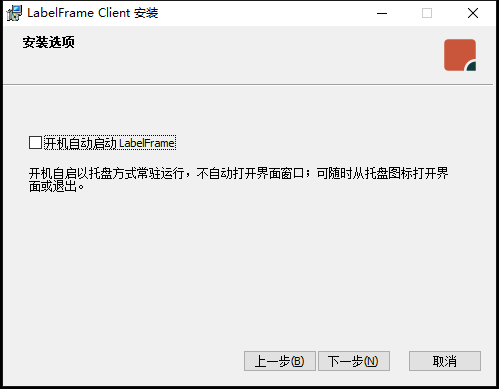 LabelFrame Client 安装
安装选项
开机自动启动 LabelFrame
开机自启以托盘方式常驻运行，不自动打开界面窗口；可随时从托盘图标打开界
面或退出。
上一步(B) 下一步(N) 取消